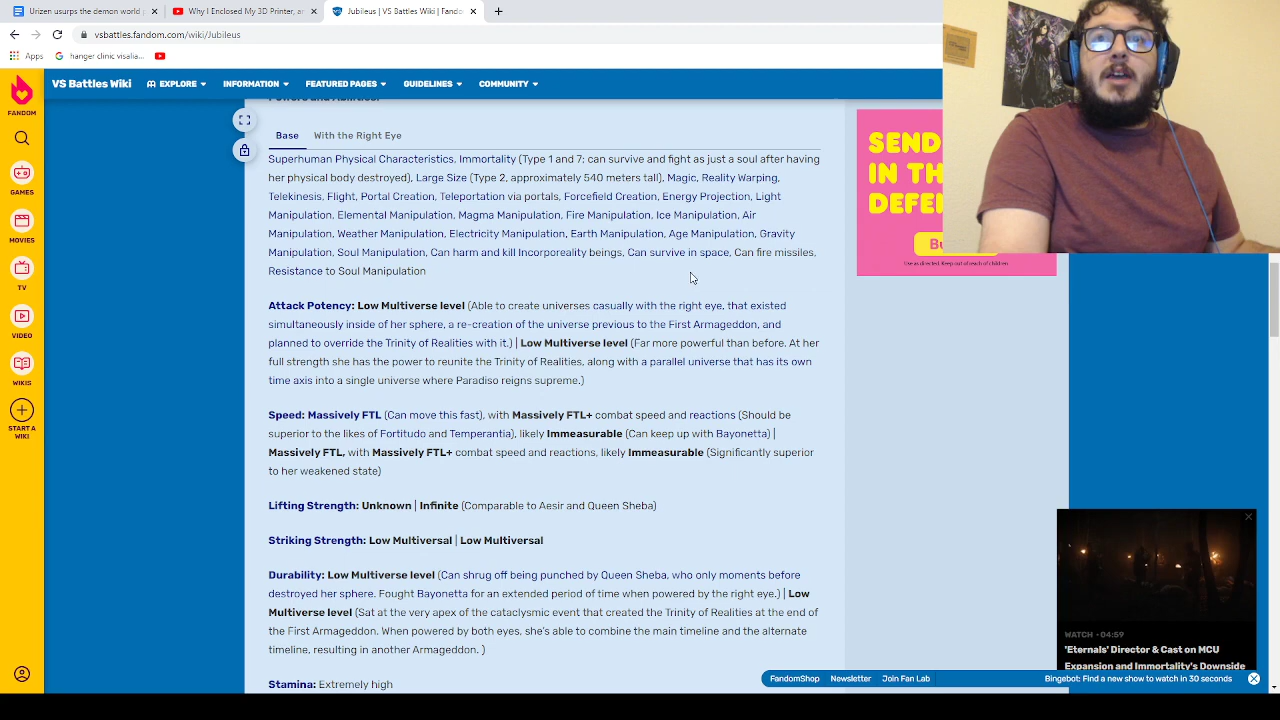 Urizen usurps the demon world
Why I Enclosed My 3D Printer, a
Jubileus | VS Battles Wiki | Fando
vsbattles.fandom.com/wiki/Jubileus
Apps
hanger clinic visalia...
FANDOM
GAMES
MOVIES
TV
VIDEO
WIKIS
START A
WIKI
VS Battles Wiki
EXPLORE
INFORMATION
FEATURED PAGES
GUIDELINES
COMMUNITY
Powers and Abilities:
Base
With the Right Eye
Superhuman Physical Characteristics, Immortality (Type 1 and 7; can survive and fight as just a soul after having
her physical body destroyed), Large Size (Type 2, approximately 540 meters tall), Magic, Reality Warping,
Telekinesis, Flight, Portal Creation, Teleportation via portals, Forcefield Creation, Energy Projection, Light
Manipulation, Elemental Manipulation, Magma Manipulation, Fire Manipulation, Ice Manipulation, Air
Manipulation, Weather Manipulation, Electricity Manipulation, Earth Manipulation, Age Manipulation, Gravity
Manipulation, Soul Manipulation, Can harm and kill Incorporeality beings, Can survive in space, Can fire missiles,
Resistance to Soul Manipulation
Attack Potency: Low Multiverse level (Able to create universes casually with the right eye, that existed
simultaneously inside of her sphere, a re-creation of the universe previous to the First Armageddon, and
planned to override the Trinity of Realities with it.) | Low Multiverse level (Far more powerful than before. At her
full strength she has the power to reunite the Trinity of Realities, along with a parallel universe that has its own
time axis into a single universe where Paradiso reigns supreme.)
Speed: Massively FTL (Can move this fast), with Massively FTL+ combat speed and reactions (Should be
superior to the likes of Fortitudo and Temperantia), likely Immeasurable (Can keep up with Bayonetta) |
Massively FTL, with Massively FTL+ combat speed and reactions, likely Immeasurable (Significantly superior
to her weakened state)
Lifting Strength: Unknown | Infinite (Comparable to Aesir and Queen Sheba)
Striking Strength: Low Multiversal | Low Multiversal
Durability: Low Multiverse level (Can shrug off being punched by Queen Sheba, who only moments before
destroyed her sphere. Fought Bayonetta for an extended period of time when powered by the right eye.) | Low
Multiverse level (Sat at the very apex of the cataclysmic event that created the Trinity of Realities at the end of
the First Armageddon. When powered by both eyes, she's able to combine the main timeline and the alternate
timeline, resulting in another Armageddon. )
Stamina: Extremely high
SEND
IN TH
DEFE
Bu
Use as directed. Keep out of reach of children.
WATCH • 04:59
'Eternals' Director & Cast on MCU
Expansion and Immortality's Downside
FandomShop
Newsletter
Join Fan Lab
Bingebot: Find a new show to watch in 30 seconds